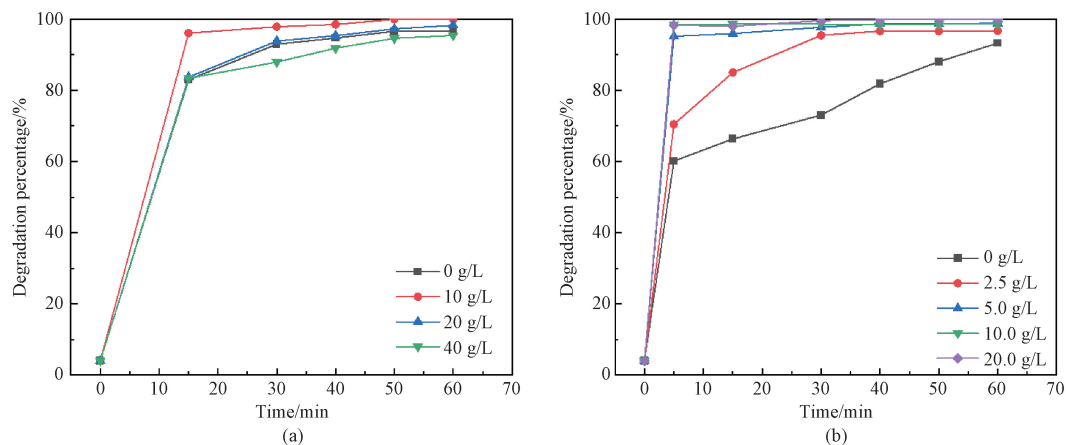 100
80
60
40
20
0
Degradation percentage/%
0 g/L
10 g/L
20 g/L
40 g/L
0 10 20 30 40 50 60 70
Time/min
(a)
100
80
60
40
20
0
Degradation percentage/%
0 g/L
2.5 g/L
5.0 g/L
10.0 g/L
20.0 g/L
0 10 20 30 40 50 60 70
Time/min
(b)